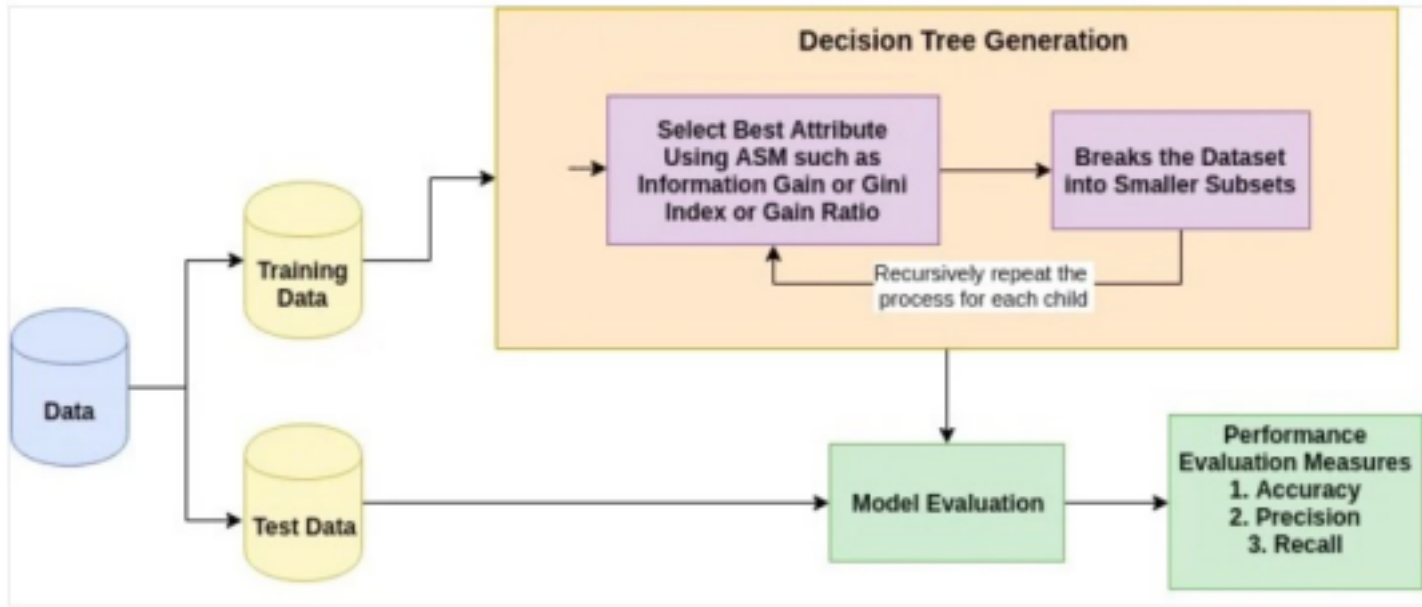 Decision Tree Generation
Select Best Attribute
Using ASM such as
Information Gain or Gini
Index or Gain Ratio
Breaks the Dataset
into Smaller Subsets
Recursively repeat the
process for each child
Training
Data
Data
Test Data
Model Evaluation
Performance
Evaluation Measures
1. Accuracy
2. Precision
3. Recall